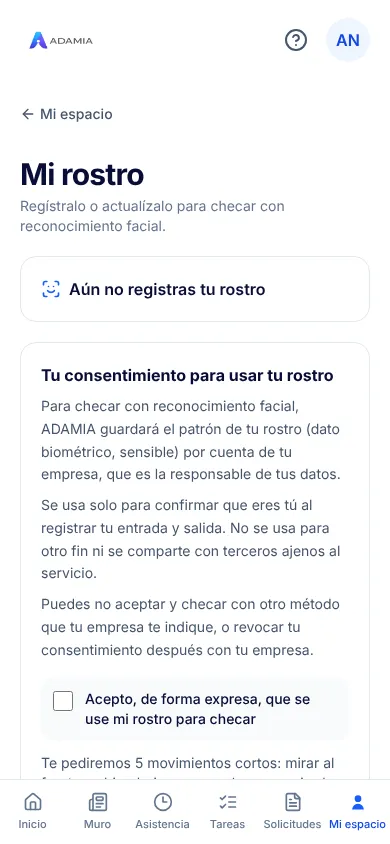 ADAMIA
AN
Mi espacio
Mi rostro
Regístralo o actualízalo para checar con
reconocimiento facial.
Aún no registras tu rostro
Tu consentimiento para usar tu rostro
Para checar con reconocimiento facial,
ADAMIA guardará el patrón de tu rostro (dato
biométrico, sensible) por cuenta de tu
empresa, que es la responsable de tus datos.
Se usa solo para confirmar que eres tú al
registrar tu entrada y salida. No se usa para
otro fin ni se comparte con terceros ajenos al
servicio.
Puedes no aceptar y checar con otro método
que tu empresa te indique, o revocar tu
consentimiento después con tu empresa.
Acepto, de forma expresa, que se
use mi rostro para checar
Te pediremos 5 movimientos cortos: mirar al
Inicio
Muro
Asistencia
Tareas
Solicitudes
Mi espacio